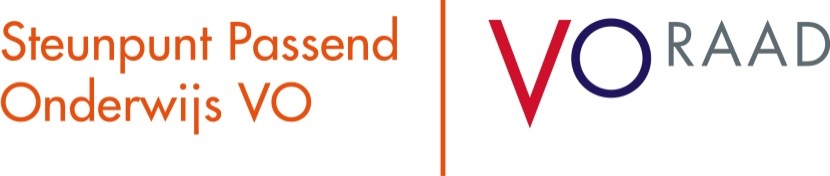 Steunpunt Passend
Onderwijs VO
VO RAAD